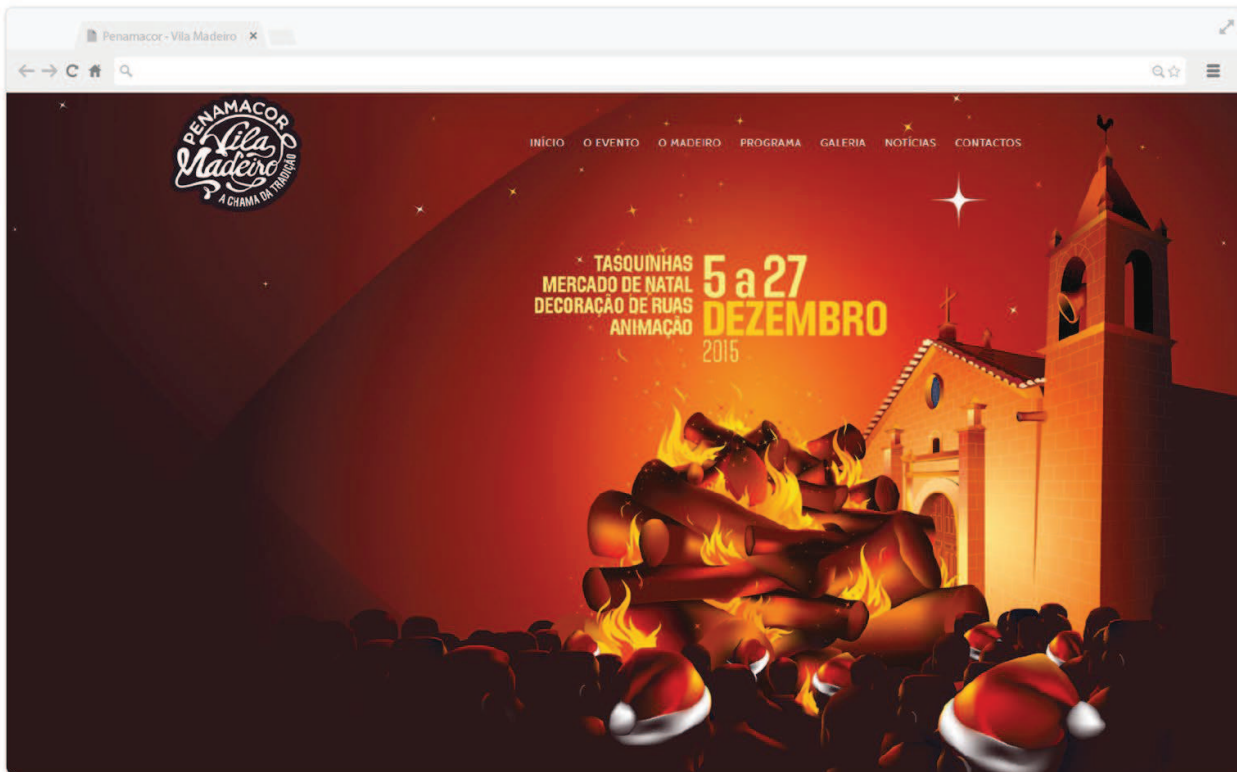 Penamacor - Vila Madeiro
PENAMACOR
Vila
Madeiro
A CHAMA DA TRADIÇÃO
INÍCIO O EVENTO O MADEIRO PROGRAMA GALERIA NOTÍCIAS CONTACTOS
TASQUINHAS
MERCADO DE NATAL
DECORAÇÃO DE RUAS
ANIMAÇÃO
5 a 27
DEZEMBRO
2015